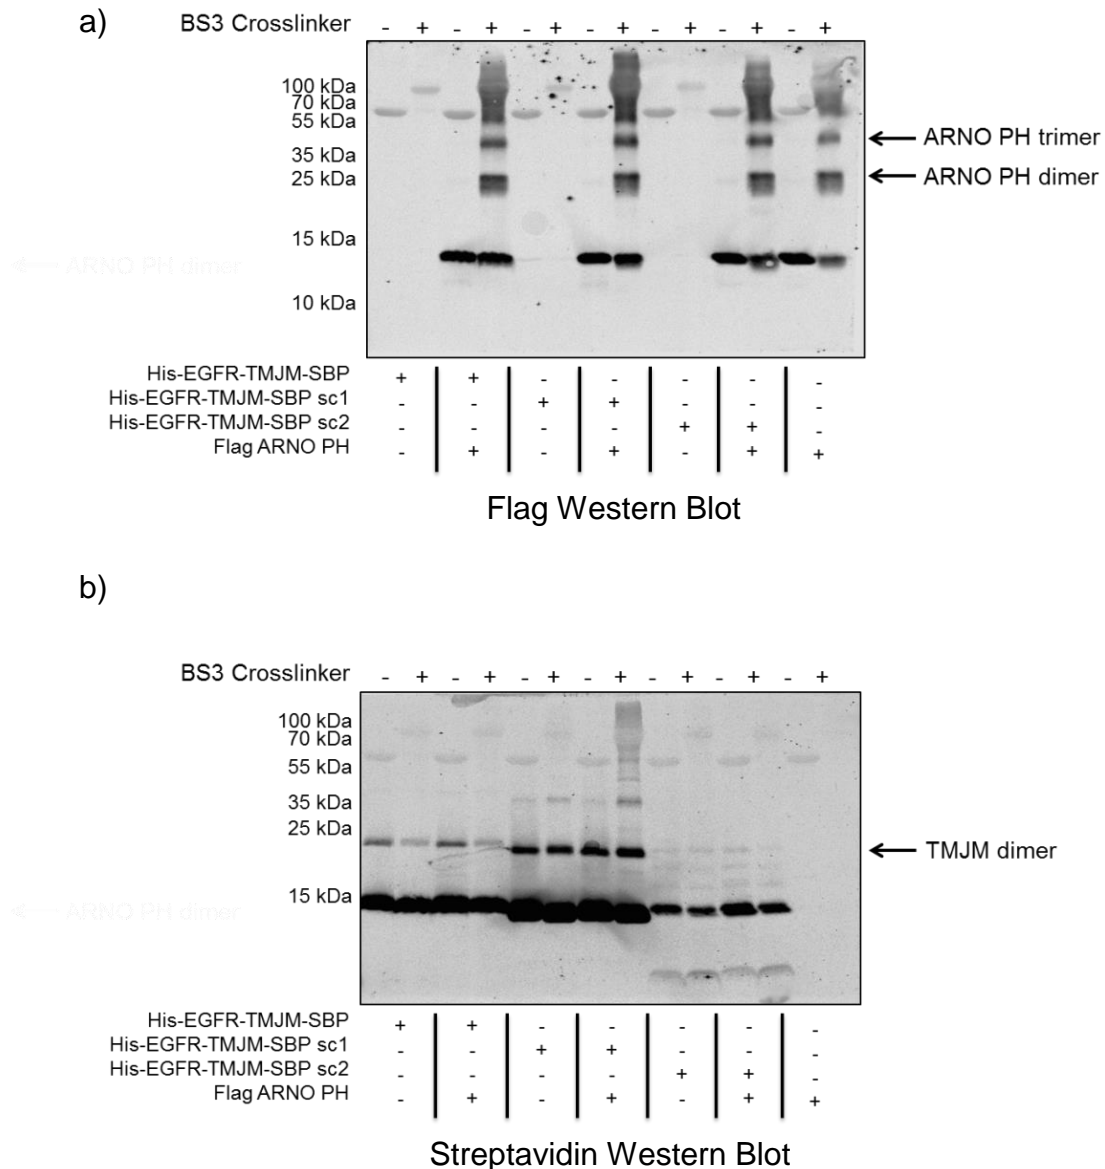 a)
BS3 Crosslinker - + - + - + - + - + - + - +
100 kDa
70 kDa
55 kDa
ARNO PH trimer
35 kDa
25 kDa
ARNO PH dimer
15 kDa
ARNO PH dimer
10 kDa
His-EGFR-TMJM-SBP + + - - - - -
His-EGFR-TMJM-SBP sc1 - - + + - - -
His-EGFR-TMJM-SBP sc2 - - - - + + -
Flag ARNO PH - + - + - + +
Flag Western Blot
b)
BS3 Crosslinker - + - + - + - + - + - + - +
100 kDa
70 kDa
55 kDa
35 kDa
25 kDa
TMJM dimer
15 kDa
ARNO PH dimer
His-EGFR-TMJM-SBP + + - - - - -
His-EGFR-TMJM-SBP sc1 - - + + - - -
His-EGFR-TMJM-SBP sc2 - - - - + + -
Flag ARNO PH - + - + - + +
Streptavidin Western Blot